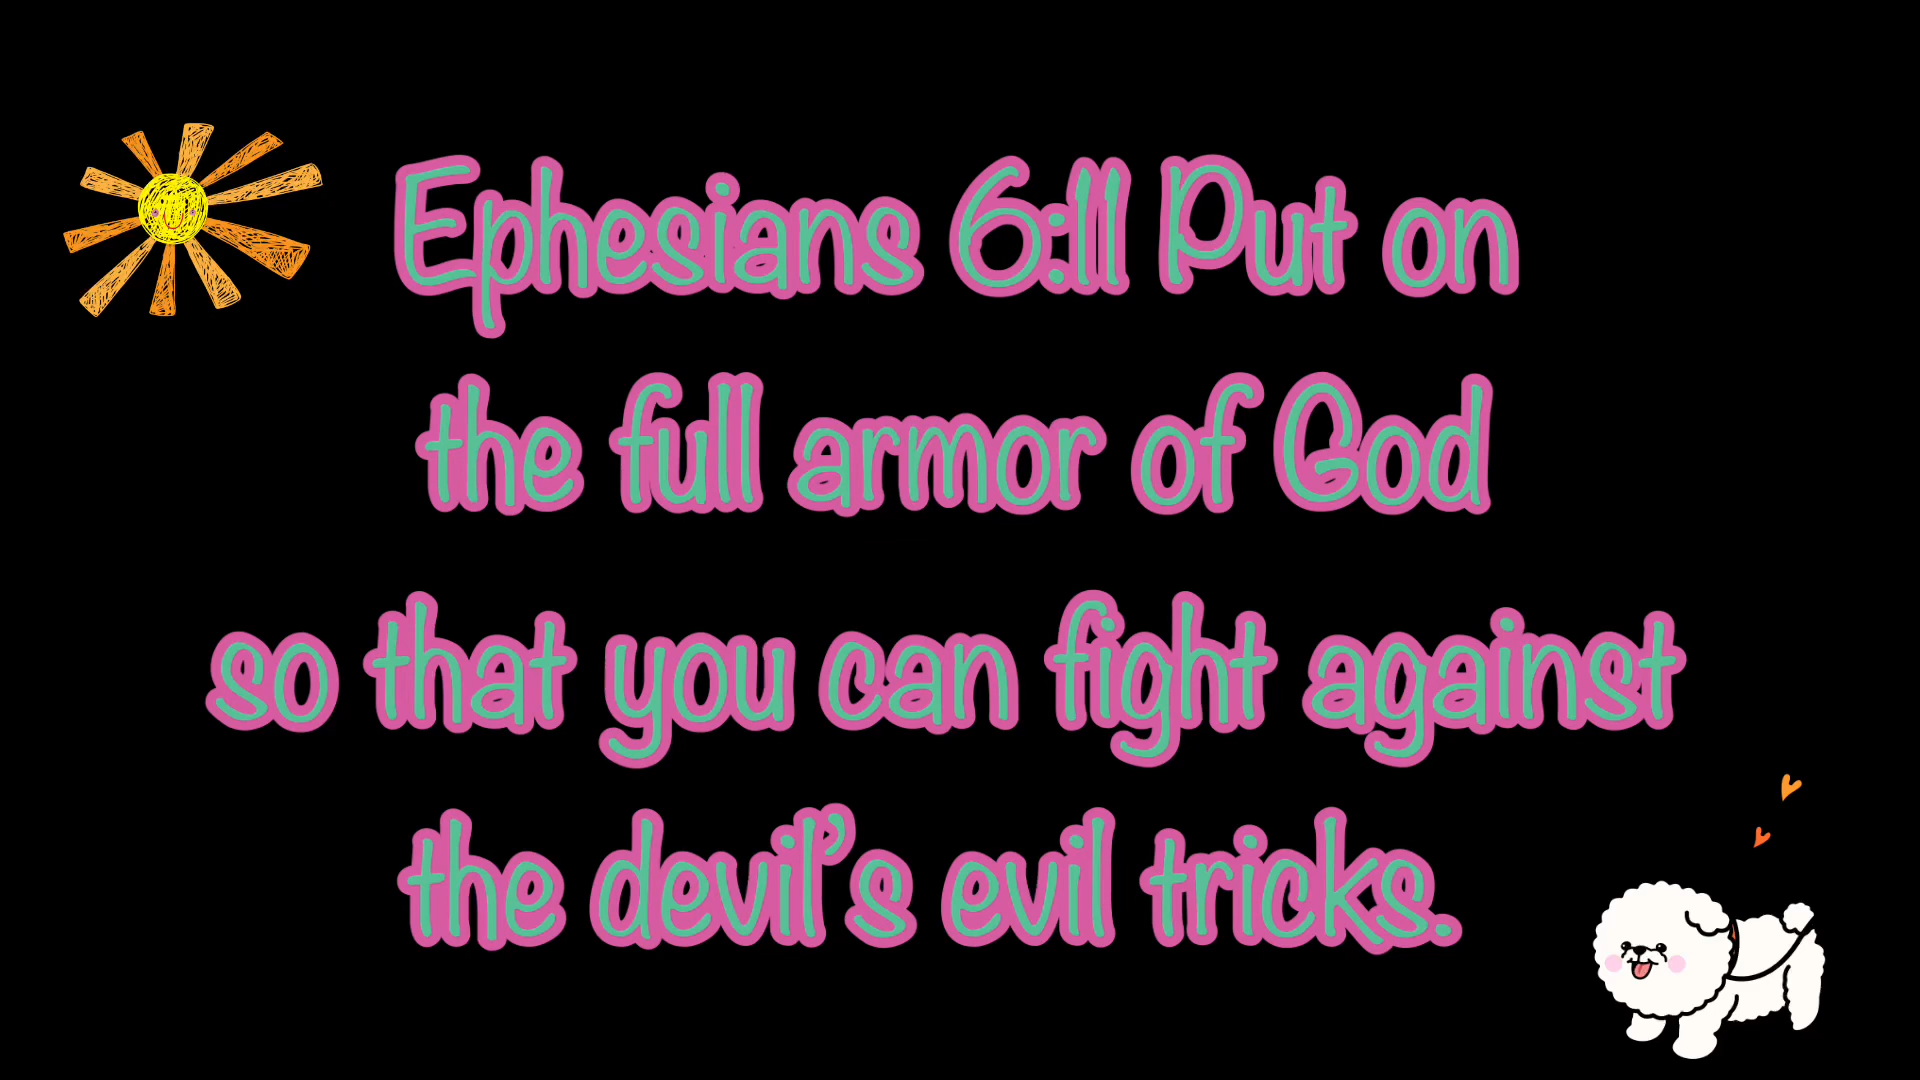 Ephesians 6:11 Put on
the full armor of God
so that you can fight against
the devil’s evil tricks.